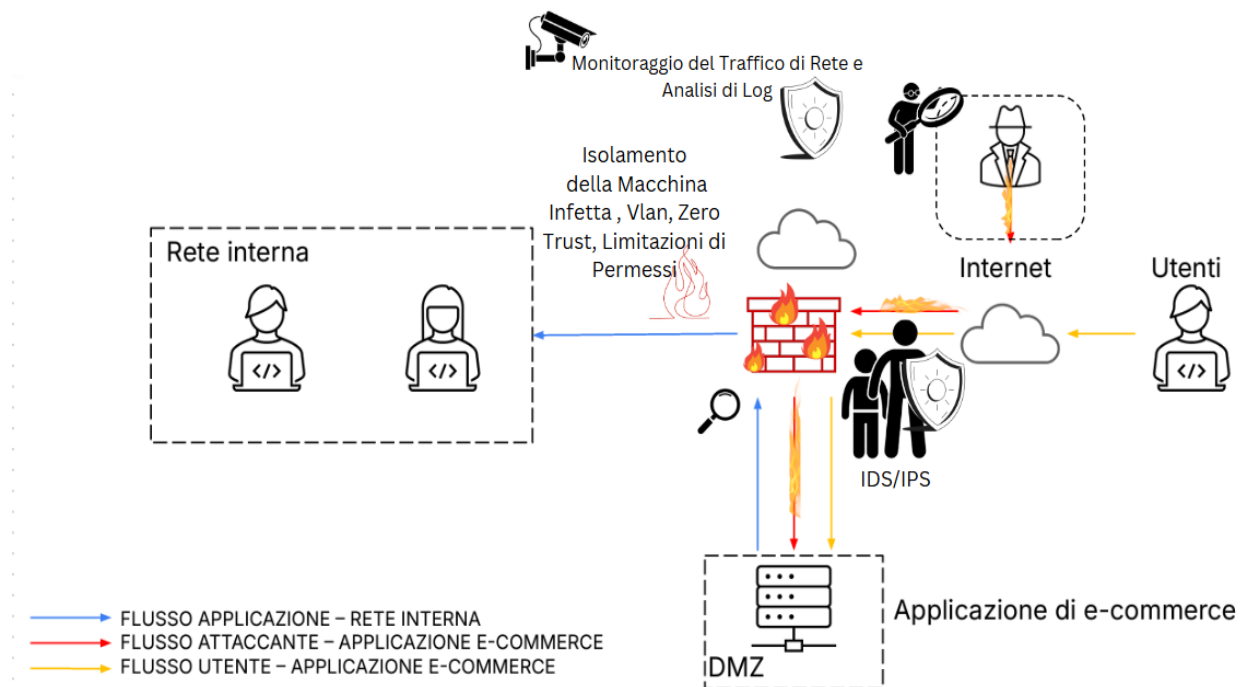 Monitoraggio del Traffico di Rete e
Analisi di Log
Isolamento
della Macchina
Infetta , Vlan, Zero
Trust, Limitazioni di
Permessi
Rete interna
Internet
Utenti
</>
</>
</>
IDS/IPS
Applicazione di e-commerce
DMZ
FLUSSO APPLICAZIONE – RETE INTERNA
FLUSSO ATTACCANTE – APPLICAZIONE E-COMMERCE
FLUSSO UTENTE – APPLICAZIONE E-COMMERCE